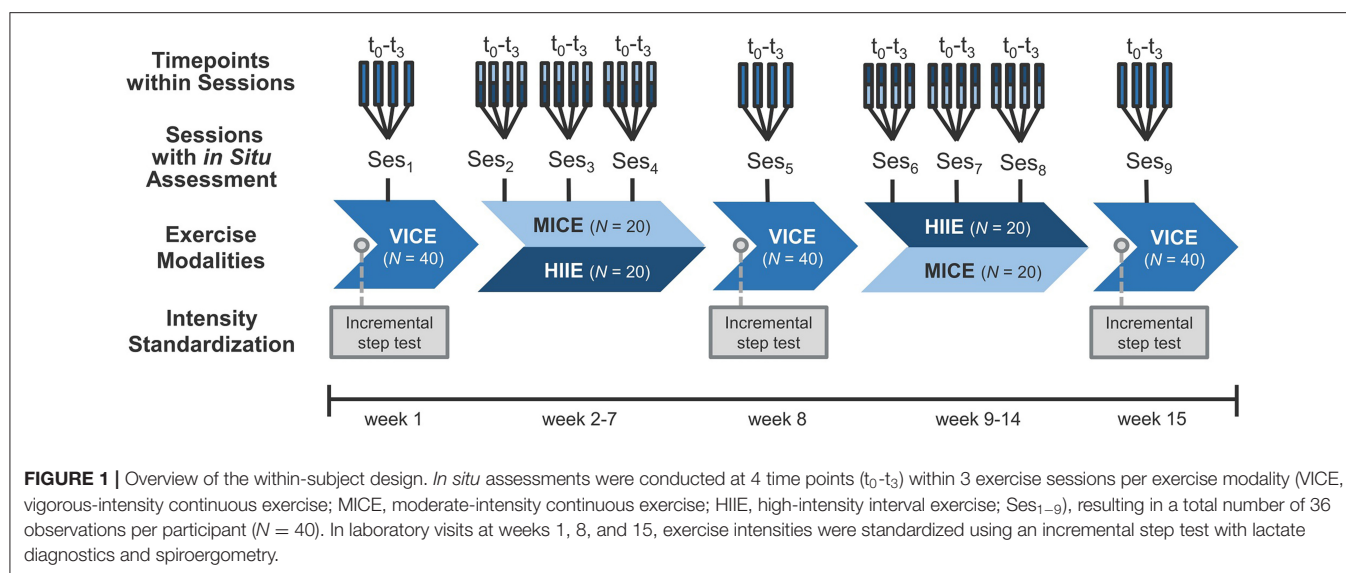 Timepoints within Sessions
t₀-t₃ t₀-t₃ t₀-t₃ t₀-t₃ t₀-t₃ t₀-t₃ t₀-t₃ t₀-t₃ t₀-t₃
Sessions with in Situ Assessment
Ses₁ Ses₂ Ses₃ Ses₄ Ses₅ Ses₆ Ses₇ Ses₈ Ses₉
Exercise Modalities
VICE (N = 40)
MICE (N = 20)
HIIE (N = 20)
VICE (N = 40)
HIIE (N = 20)
MICE (N = 20)
VICE (N = 40)
Intensity Standardization
Incremental step test
Incremental step test
Incremental step test
week 1 week 2-7 week 8 week 9-14 week 15
FIGURE 1 | Overview of the within-subject design. In situ assessments were conducted at 4 time points (t₀-t₃) within 3 exercise sessions per exercise modality (VICE,
vigorous-intensity continuous exercise; MICE, moderate-intensity continuous exercise; HIIE, high-intensity interval exercise; Ses₁₋₉), resulting in a total number of 36
observations per participant (N = 40). In laboratory visits at weeks 1, 8, and 15, exercise intensities were standardized using an incremental step test with lactate
diagnostics and spiroergometry.